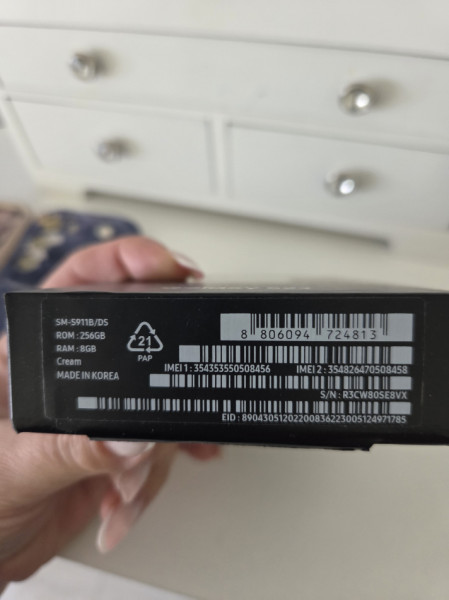 SM-S911B/DS
ROM : 256GB
RAM : 8GB
Cream
MADE IN KOREA
21
PAP
8 806094 724813
IMEI 1 : 354353550508456
IMEI 2 : 354826470508458
S/N : R3CW80SE8VX
EID : 89043051202200836223005124971785